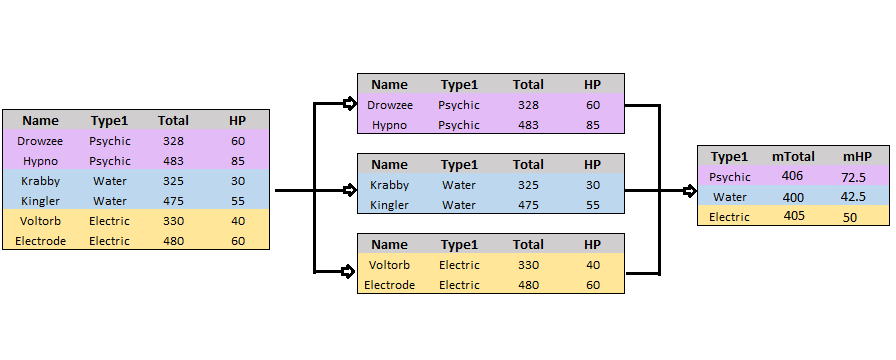 Name Type1 Total HP
Drowzee Psychic 328 60
Hypno Psychic 483 85
Krabby Water 325 30
Kingler Water 475 55
Voltorb Electric 330 40
Electrode Electric 480 60
Name Type1 Total HP
Drowzee Psychic 328 60
Hypno Psychic 483 85
Name Type1 Total HP
Krabby Water 325 30
Kingler Water 475 55
Name Type1 Total HP
Voltorb Electric 330 40
Electrode Electric 480 60
Type1 mTotal mHP
Psychic 406 72.5
Water 400 42.5
Electric 405 50